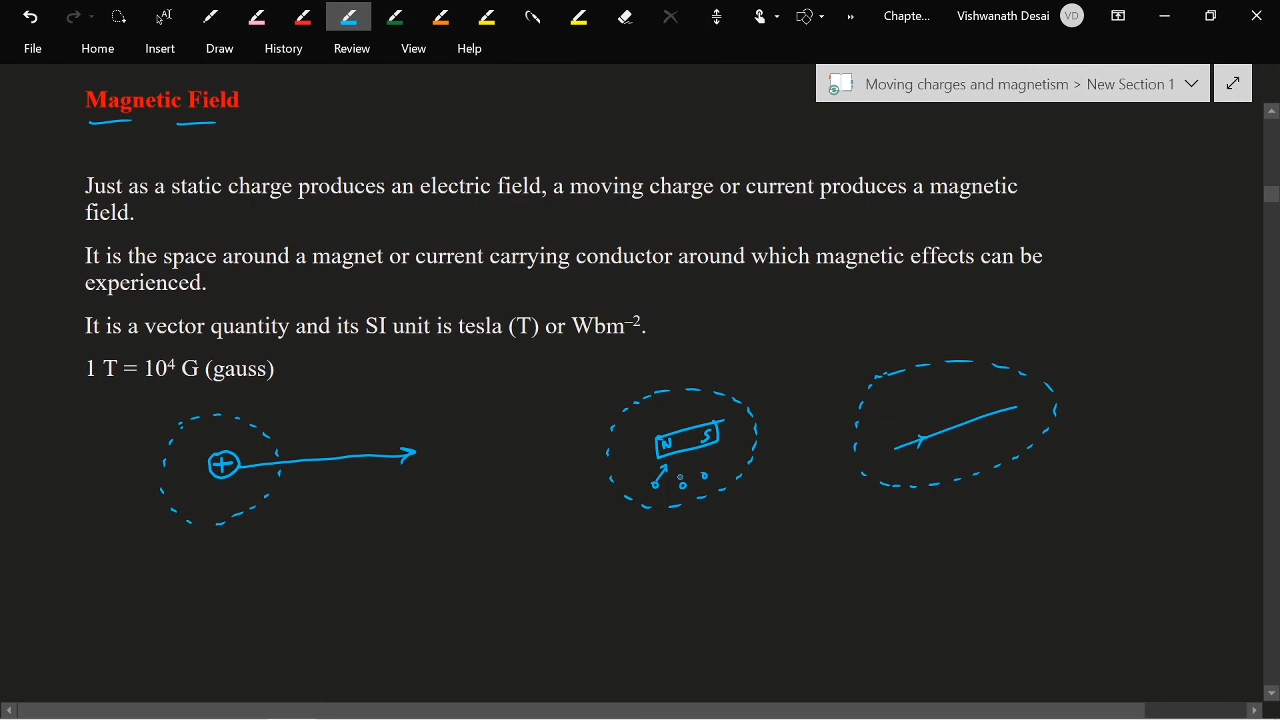 Chapte... Vishwanath Desai VD
File Home Insert Draw History Review View Help
Moving charges and magnetism > New Section 1
Magnetic Field
Just as a static charge produces an electric field, a moving charge or current produces a magnetic
field.
It is the space around a magnet or current carrying conductor around which magnetic effects can be
experienced.
It is a vector quantity and its SI unit is tesla (T) or Wbm⁻².
1 T = 10⁴ G (gauss)
+
N S